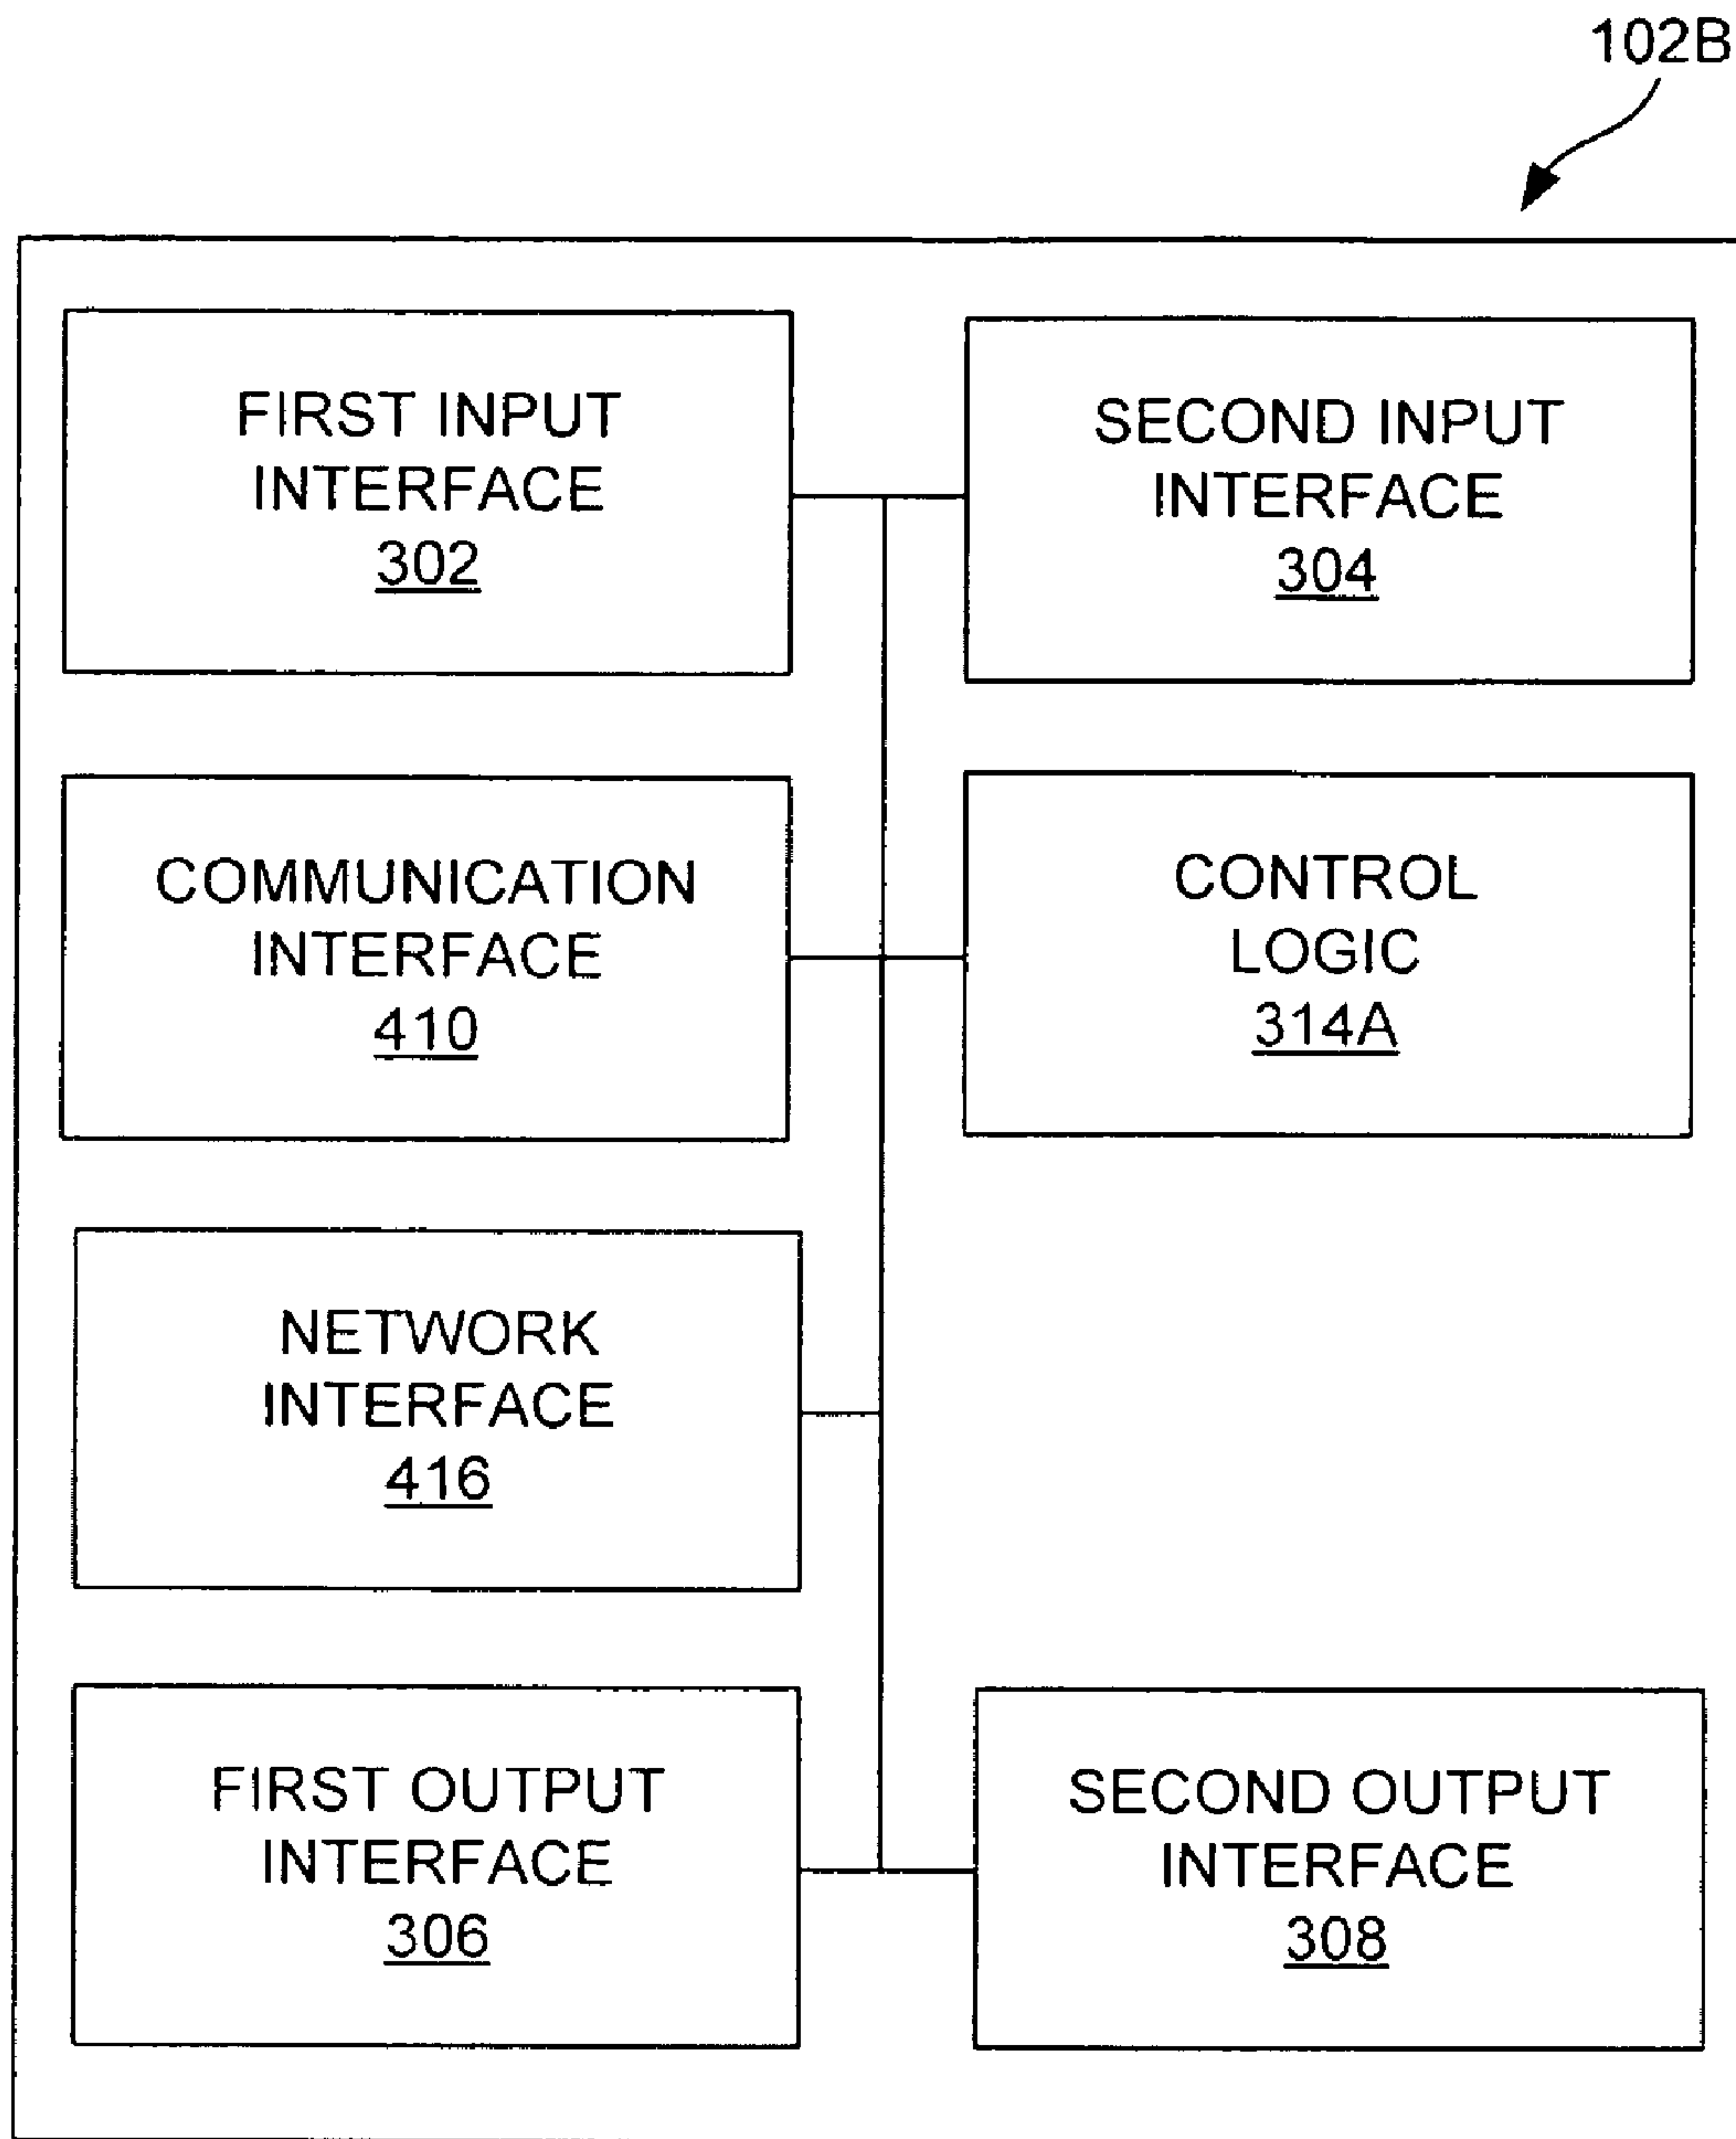 102B
FIRST INPUT
INTERFACE
302
SECOND INPUT
INTERFACE
304
COMMUNICATION
INTERFACE
410
CONTROL
LOGIC
314A
NETWORK
INTERFACE
416
FIRST OUTPUT
INTERFACE
306
SECOND OUTPUT
INTERFACE
308